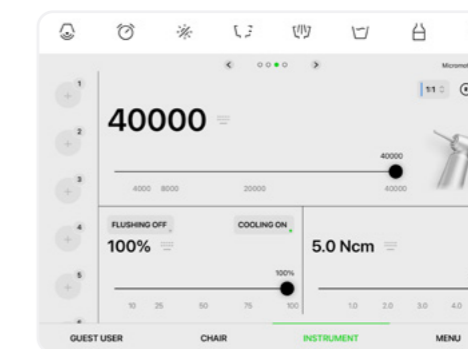 Micromot
1
1:1
40000
2
40000
3
4000 8000 20000 40000
4
FLUSHING OFF COOLING ON
100% 5.0 Ncm
5
100%
10 25 50 75 100 1.0 2.0 3.0 4.0
GUEST USER CHAIR INSTRUMENT MENU